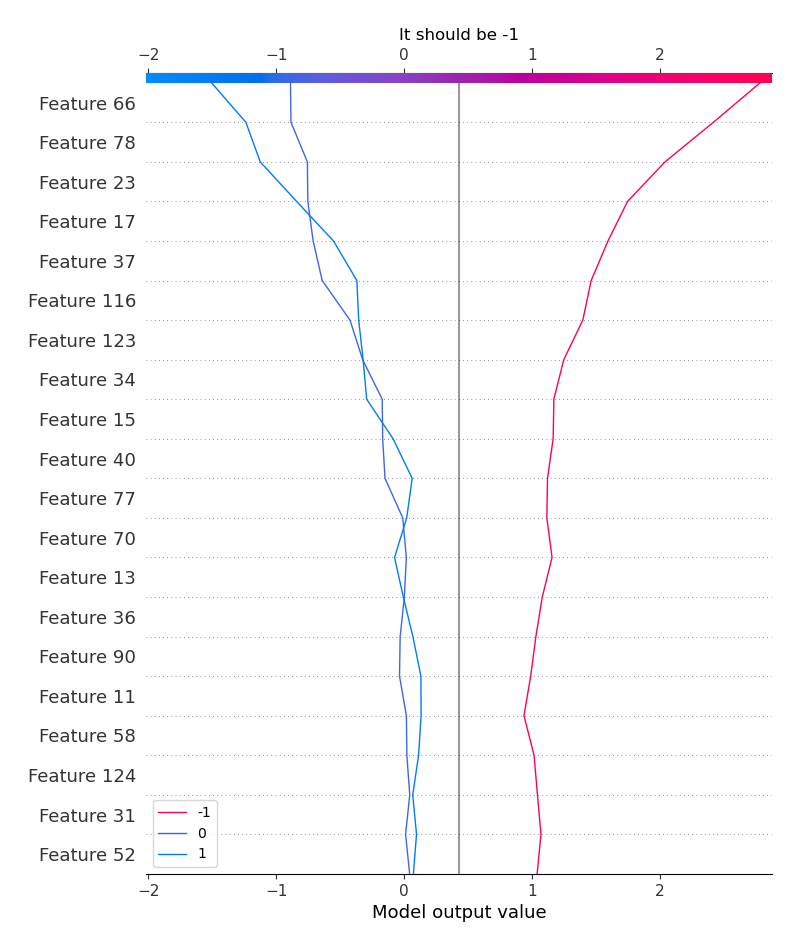 It should be -1
−2 −1 0 1 2
Feature 66
Feature 78
Feature 23
Feature 17
Feature 37
Feature 116
Feature 123
Feature 34
Feature 15
Feature 40
Feature 77
Feature 70
Feature 13
Feature 36
Feature 90
Feature 11
Feature 58
Feature 124
Feature 31
Feature 52
-1
0
1
−2 −1 0 1 2
Model output value